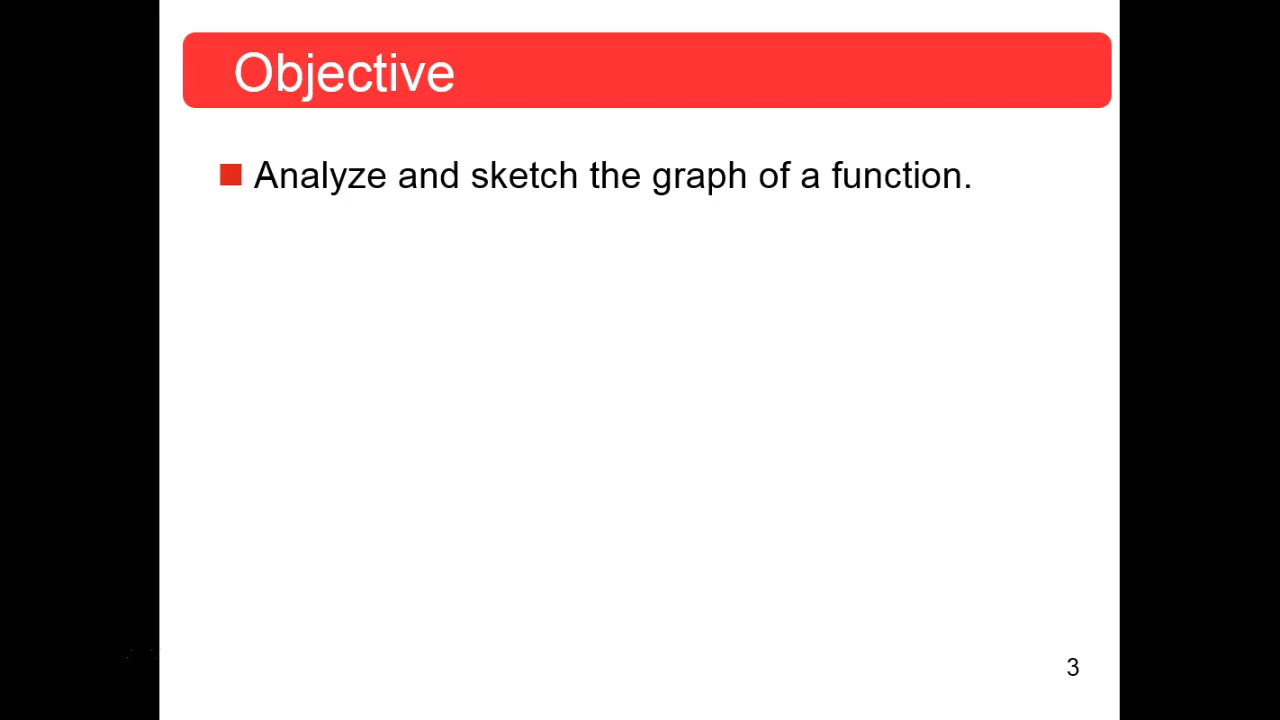 Objective
Analyze and sketch the graph of a function.
3